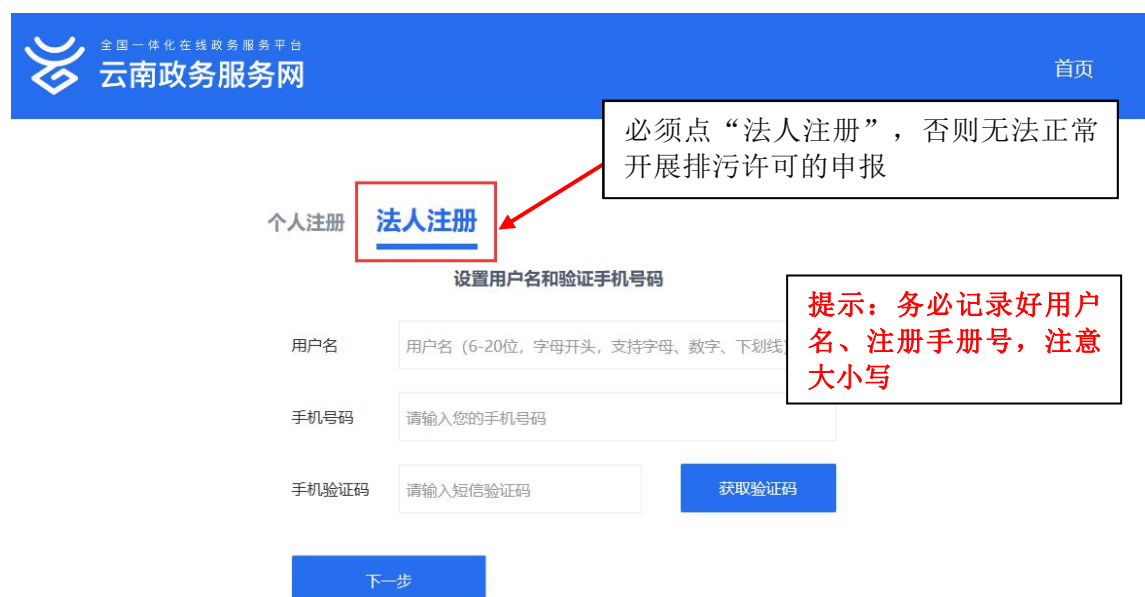 全国一体化在线政务服务平台
云南政务服务网
首页
必须点“法人注册”，否则无法正常
开展排污许可的申报
个人注册
法人注册
设置用户名和验证手机号码
提示：务必记录好用户
名、注册手册号，注意
大小写
用户名
用户名（6-20位，字母开头，支持字母、数字、下划线）
手机号码
请输入您的手机号码
手机验证码
请输入短信验证码
获取验证码
下一步